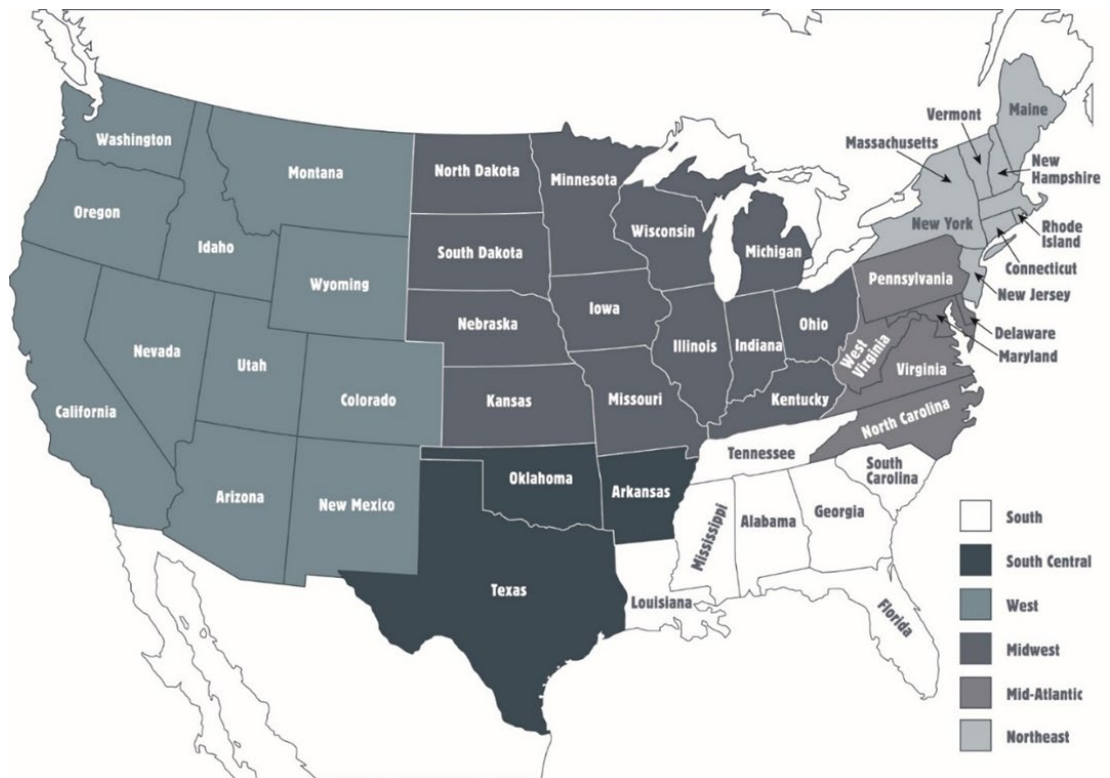 Washington
Oregon
California
Nevada
Idaho
Montana
Wyoming
Utah
Colorado
Arizona
New Mexico
North Dakota
South Dakota
Nebraska
Kansas
Minnesota
Iowa
Missouri
Wisconsin
Illinois
Michigan
Indiana
Ohio
Kentucky
Oklahoma
Arkansas
Texas
Louisiana
Mississippi
Alabama
Tennessee
Georgia
Florida
South
Carolina
North Carolina
Virginia
West
Virginia
Pennsylvania
New York
Maine
Vermont
Massachusetts
New
Hampshire
Rhode
Island
Connecticut
New Jersey
Delaware
Maryland
South
South Central
West
Midwest
Mid-Atlantic
Northeast